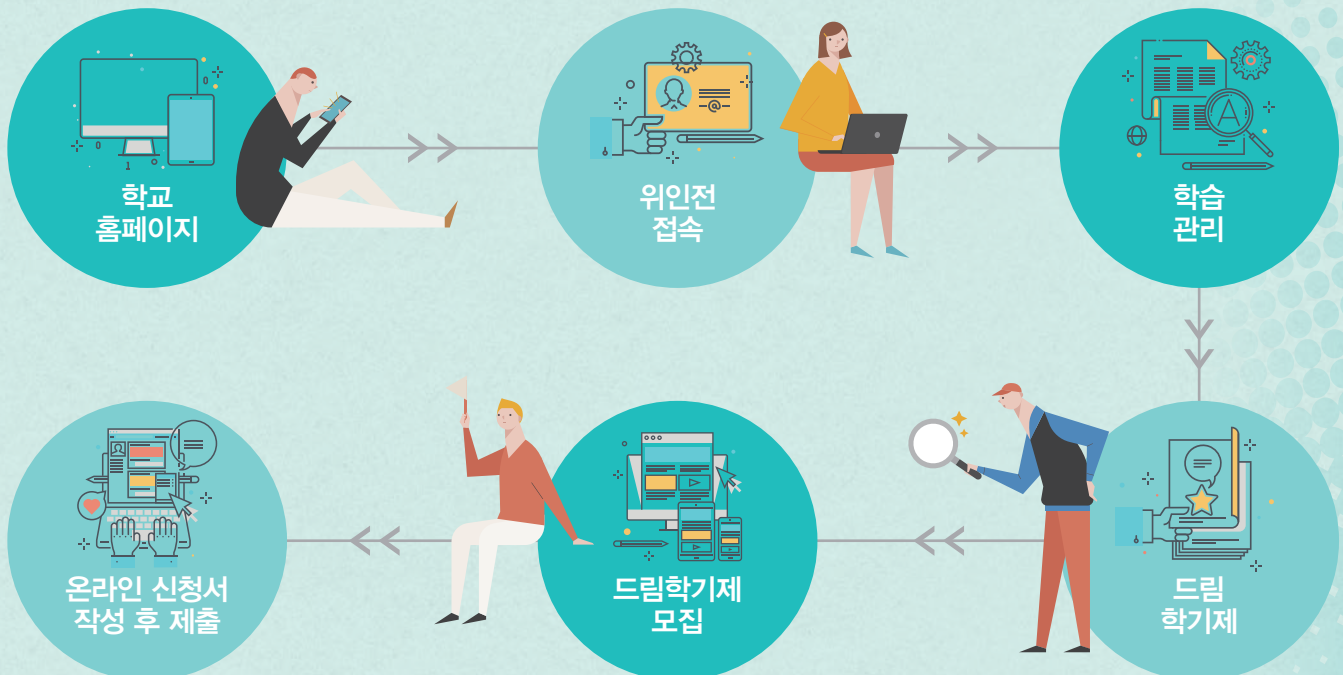 학교
홈페이지
위인전
접속
학습
관리
드림
학기제
드림학기제
모집
온라인 신청서
작성 후 제출